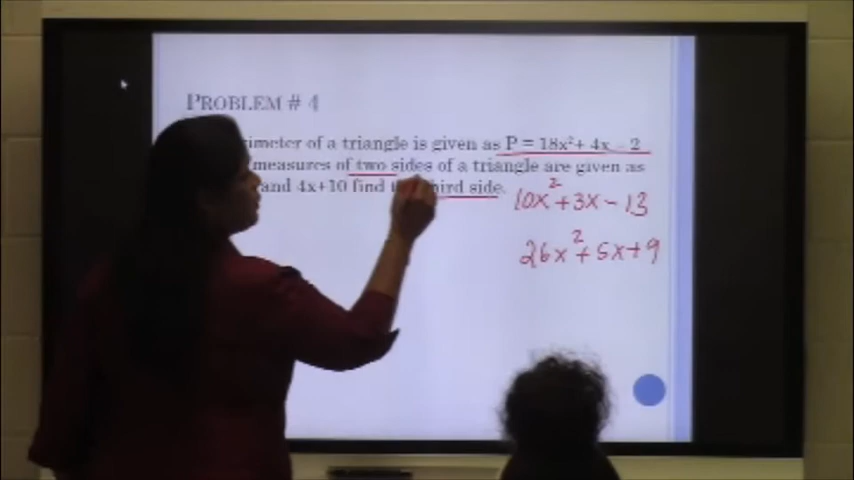 PROBLEM # 4
imeter of a triangle is given as P = 18x²+ 4x - 2
measures of two sides of a triangle are given as
and 4x+10 find hird side.
10x² + 3x - 13
26x² + 5x + 9